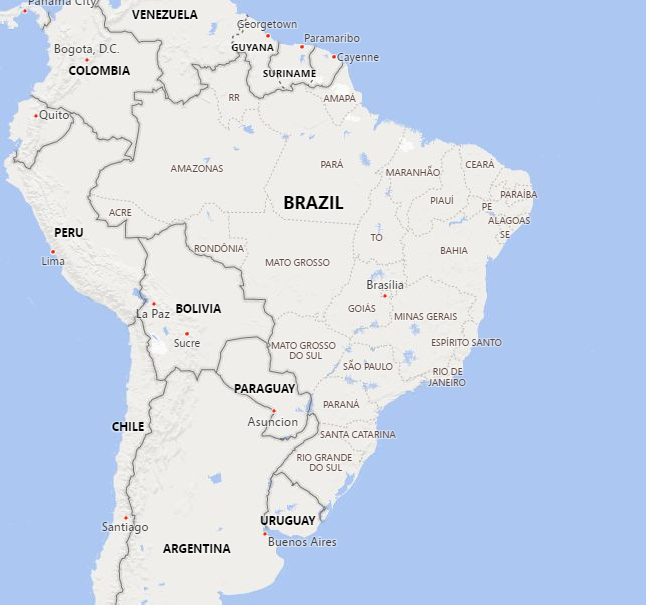 Panama City
VENEZUELA
Georgetown
Paramaribo
Bogota, D.C.
GUYANA
Cayenne
COLOMBIA
SURINAME
RR
AMAPÁ
Quito
AMAZONAS
PARÁ
MARANHÃO
CEARÁ
BRAZIL
PIAUÍ
PARAÍBA
PE
ACRE
ALAGOAS
PERU
SE
TO
RONDÔNIA
BAHIA
Lima
MATO GROSSO
Brasília
BOLIVIA
GOIÁS
La Paz
MINAS GERAIS
Sucre
MATO GROSSO
DO SUL
ESPÍRITO SANTO
SÃO PAULO
RIO DE
JANEIRO
PARAGUAY
PARANÁ
Asuncion
CHILE
SANTA CATARINA
RIO GRANDE
DO SUL
URUGUAY
Santiago
Buenos Aires
ARGENTINA